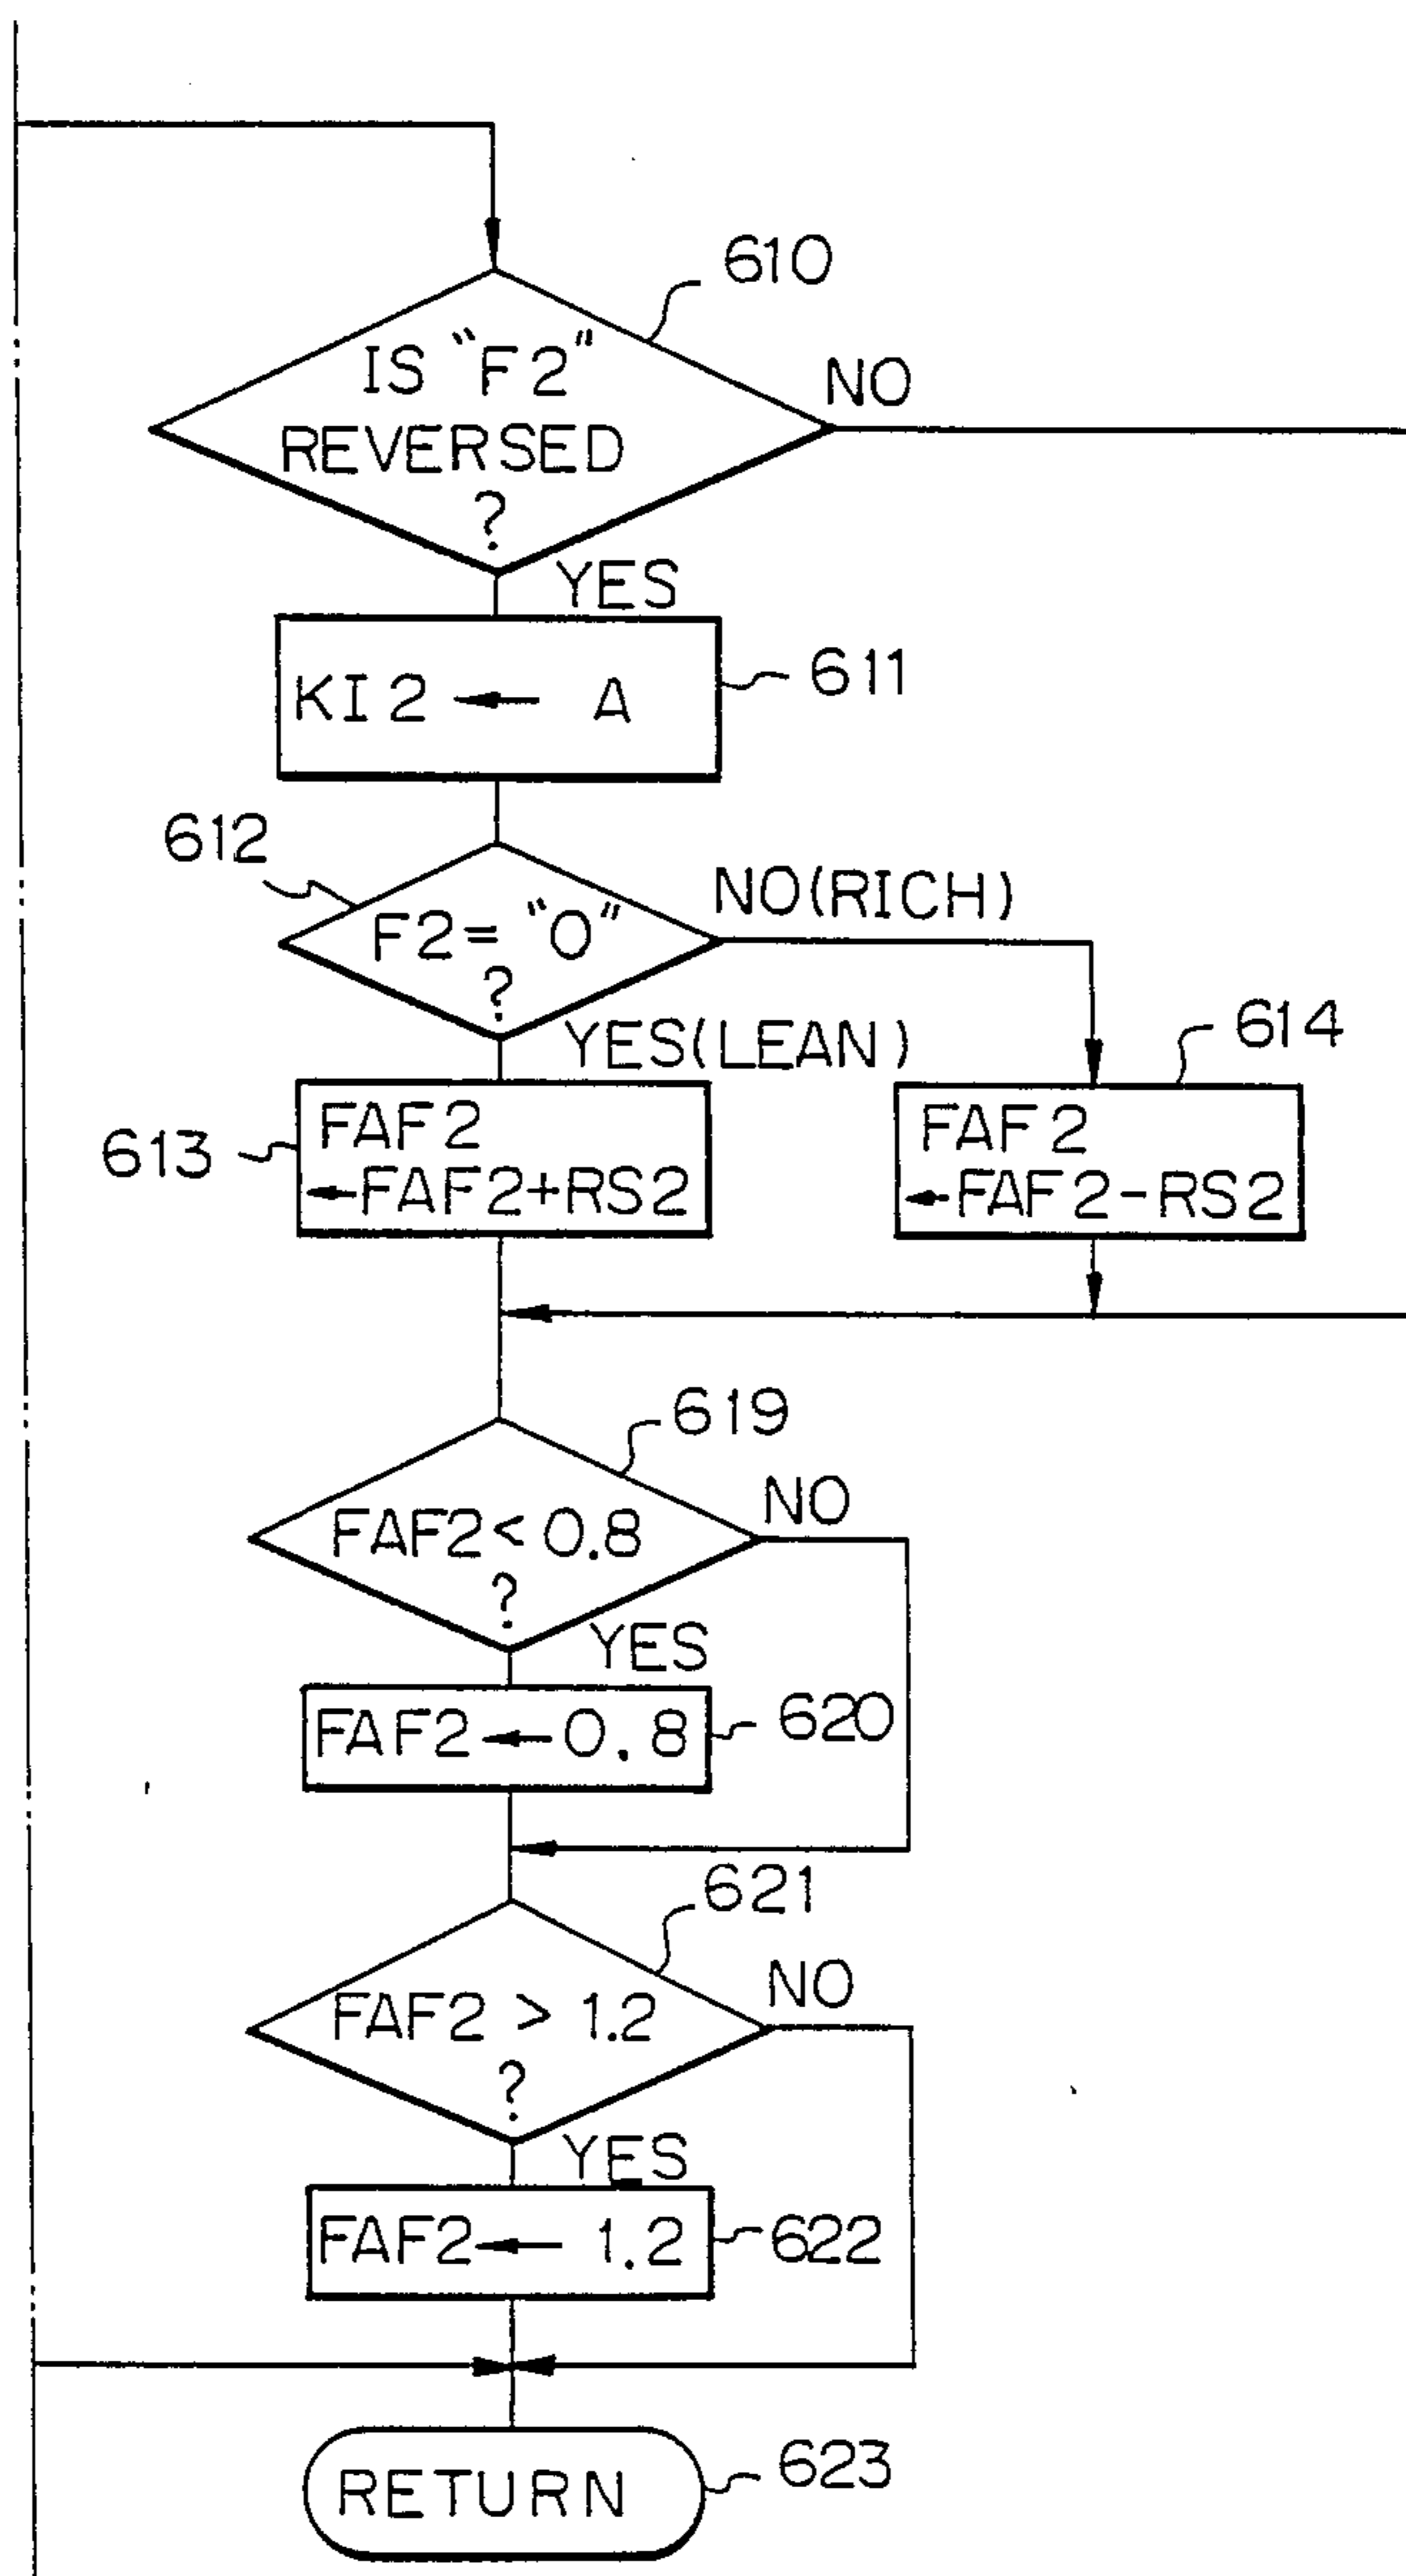 610
IS "F2"
REVERSED
?
NO
YES
KI2 ← A
611
612
F2= "0"
?
NO(RICH)
YES(LEAN)
613
FAF2
←FAF2+RS2
614
FAF2
←FAF2-RS2
619
FAF2< 0.8
?
NO
YES
FAF2 ←0.8
620
621
FAF2 > 1.2
?
NO
YES
FAF2← 1.2
622
RETURN
623